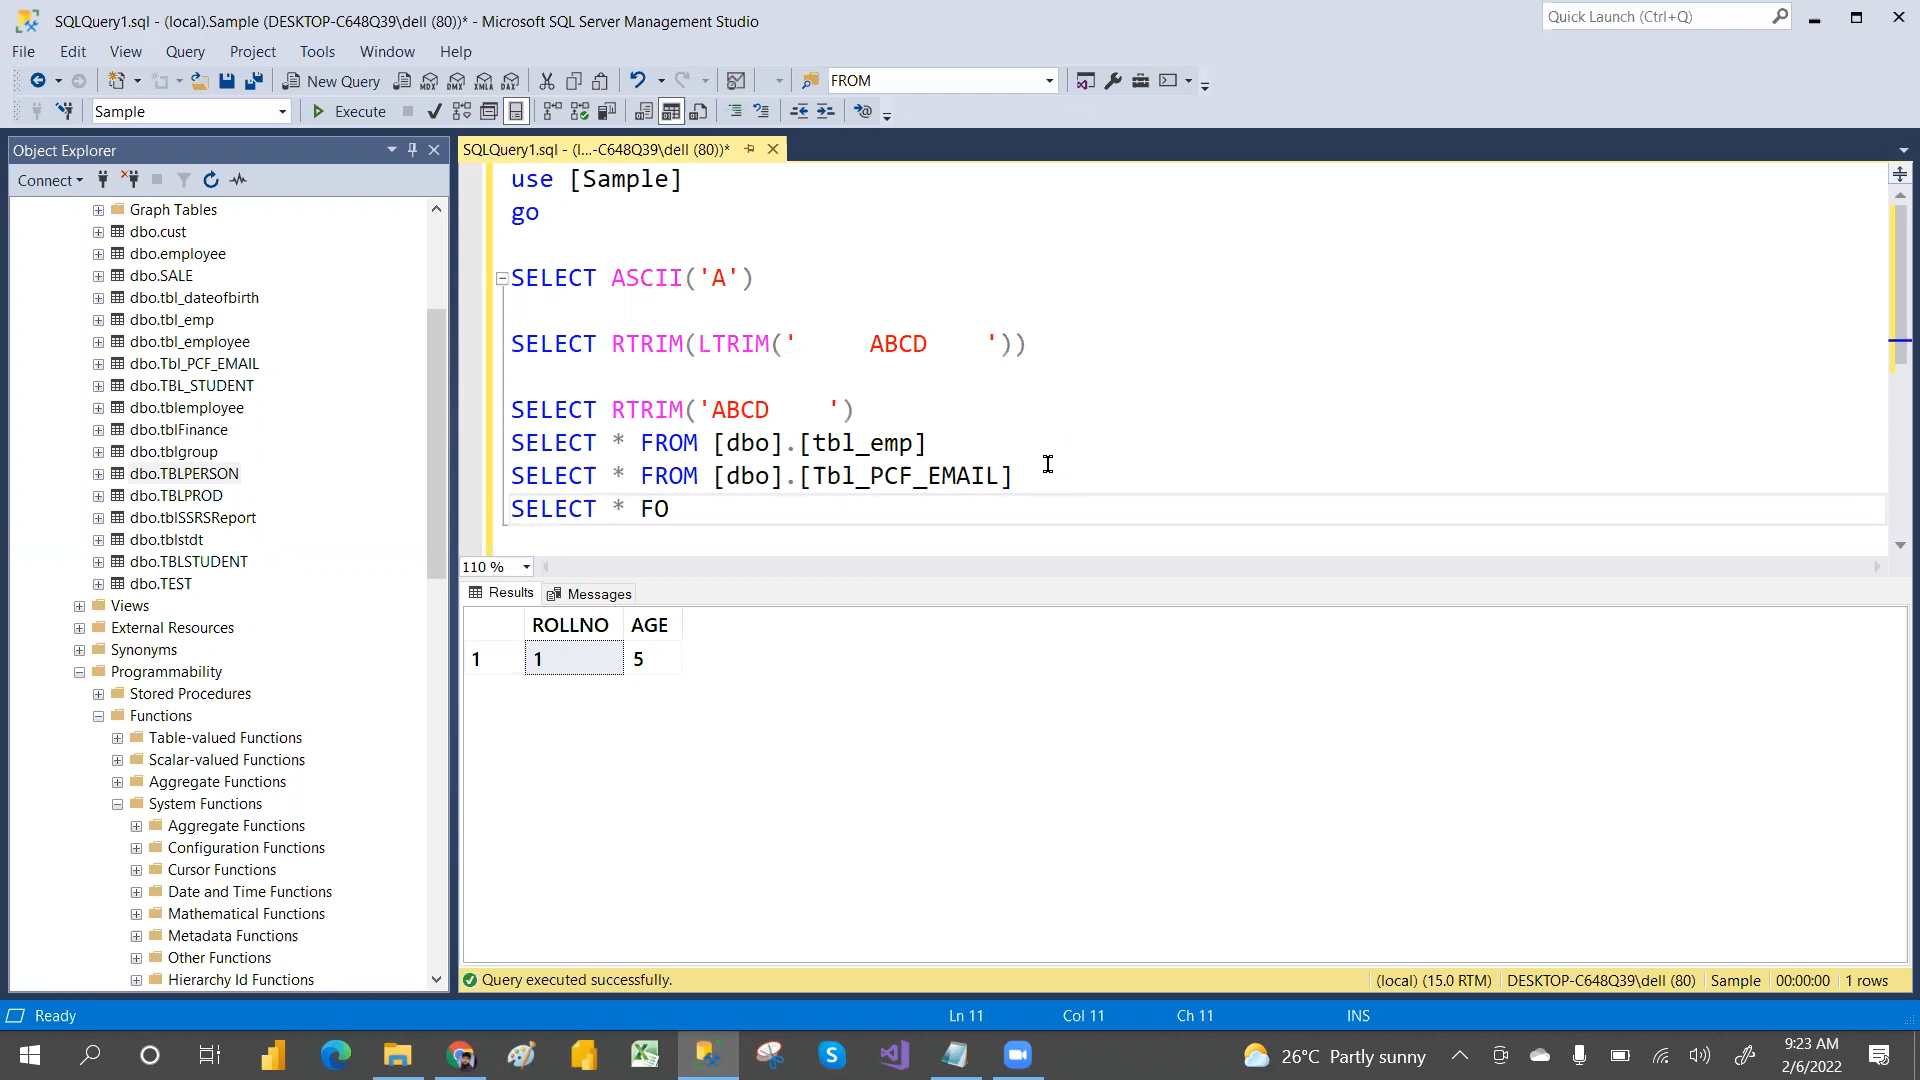 SQLQuery1.sql - (local).Sample (DESKTOP-C648Q39\dell (80))* - Microsoft SQL Server Management Studio
Quick Launch (Ctrl+Q)
File Edit View Query Project Tools Window Help
New Query MDX DMX XMLA DAX FROM
Sample Execute
Object Explorer
SQLQuery1.sql - (l...-C648Q39\dell (80))*
Connect
Graph Tables
dbo.cust
dbo.employee
dbo.SALE
dbo.tbl_dateofbirth
dbo.tbl_emp
dbo.tbl_employee
dbo.Tbl_PCF_EMAIL
dbo.TBL_STUDENT
dbo.tblemployee
dbo.tblFinance
dbo.tblgroup
dbo.TBLPERSON
dbo.TBLPROD
dbo.tblSSRSReport
dbo.tblstdt
dbo.TBLSTUDENT
dbo.TEST
Views
External Resources
Synonyms
Programmability
Stored Procedures
Functions
Table-valued Functions
Scalar-valued Functions
Aggregate Functions
System Functions
Aggregate Functions
Configuration Functions
Cursor Functions
Date and Time Functions
Mathematical Functions
Metadata Functions
Other Functions
Hierarchy Id Functions
use [Sample]
go
SELECT ASCII('A')
SELECT RTRIM(LTRIM('     ABCD    '))
SELECT RTRIM('ABCD    ')
SELECT * FROM [dbo].[tbl_emp]
SELECT * FROM [dbo].[Tbl_PCF_EMAIL]
SELECT * FO
110 %
Results Messages
ROLLNO AGE
1 1 5
Query executed successfully.
(local) (15.0 RTM) DESKTOP-C648Q39\dell (80) Sample 00:00:00 1 rows
Ready Ln 11 Col 11 Ch 11 INS
26°C Partly sunny
9:23 AM
2/6/2022